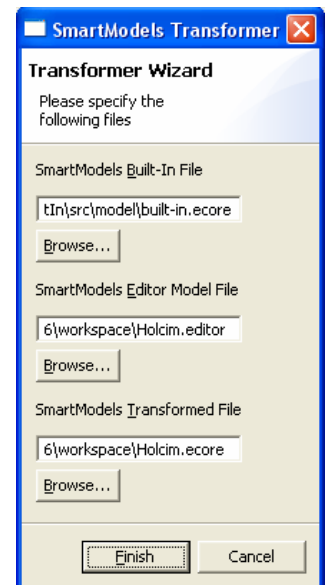 SmartModels Transformer
Transformer Wizard
Please specify the
following files
SmartModels Built-In File
tIn\src\model\built-in.ecore
Browse...
SmartModels Editor Model File
6\workspace\Holcim.editor
Browse...
SmartModels Transformed File
6\workspace\Holcim.ecore
Browse...
Finish Cancel